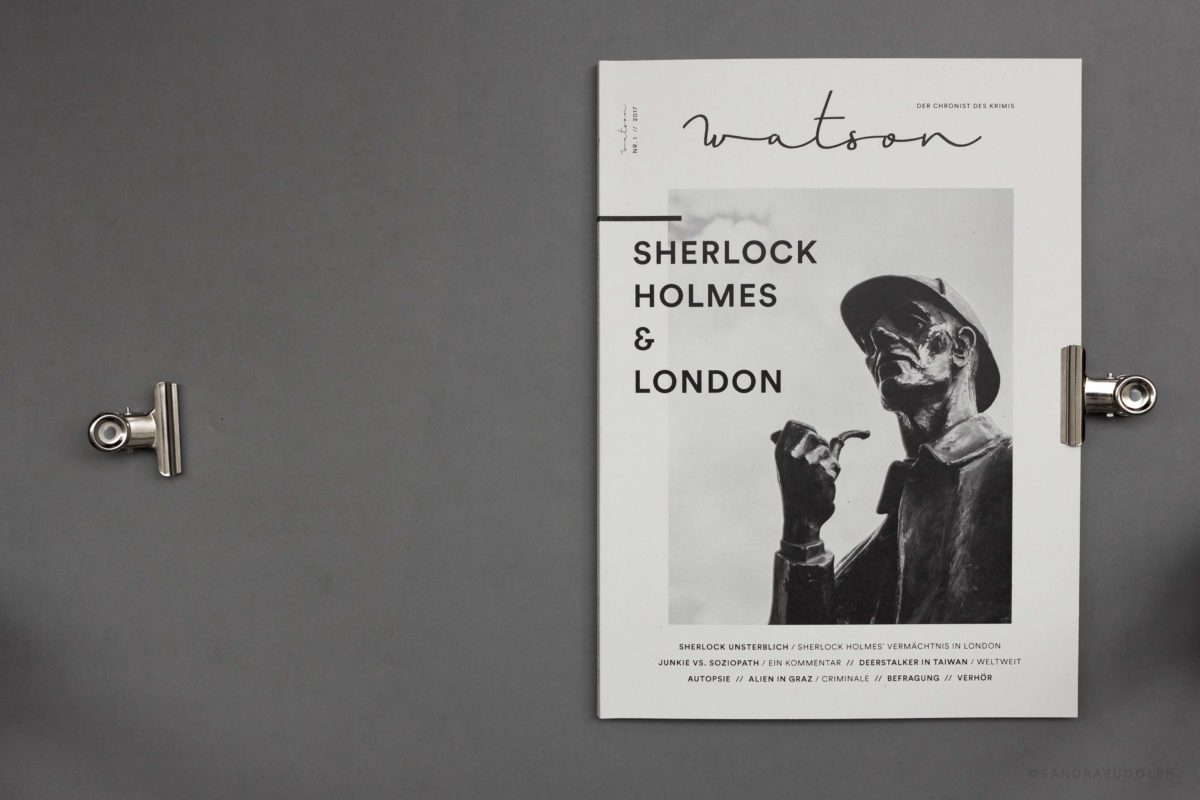 watson
NR. 1 // 2017
DER CHRONIST DES KRIMIS
watson
SHERLOCK
HOLMES
&
LONDON
SHERLOCK UNSTERBLICH / SHERLOCK HOLMES' VERMÄCHTNIS IN LONDON
JUNKIE VS. SOZIOPATH / EIN KOMMENTAR // DEERSTALKER IN TAIWAN / WELTWEIT
AUTOPSIE // ALIEN IN GRAZ / CRIMINALE // BEFRAGUNG // VERHÖR
©SANDRARUDOLPH